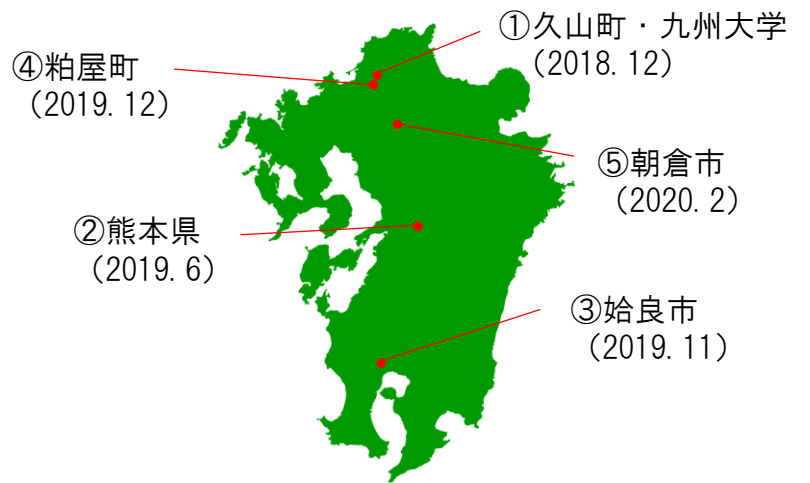 ①久山町・九州大学
(2018.12)
④粕屋町
(2019.12)
⑤朝倉市
(2020.2)
②熊本県
(2019.6)
③姶良市
(2019.11)